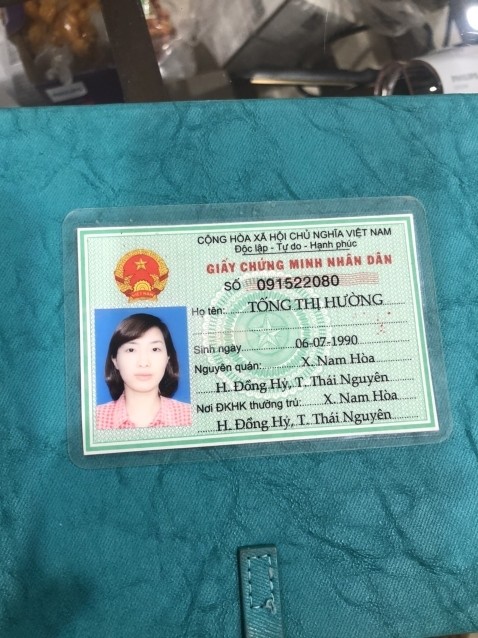 CỘNG HÒA XÃ HỘI CHỦ NGHĨA VIỆT NAM
Độc lập - Tự do - Hạnh phúc
GIẤY CHỨNG MINH NHÂN DÂN
SỐ 091522080
Họ tên: TỐNG THỊ HƯỜNG
Sinh ngày 06-07-1990
Nguyên quán: X. Nam Hòa
H. Đồng Hỷ, T. Thái Nguyên
Nơi ĐKHK thường trú: X. Nam Hòa
H. Đồng Hỷ, T. Thái Nguyên